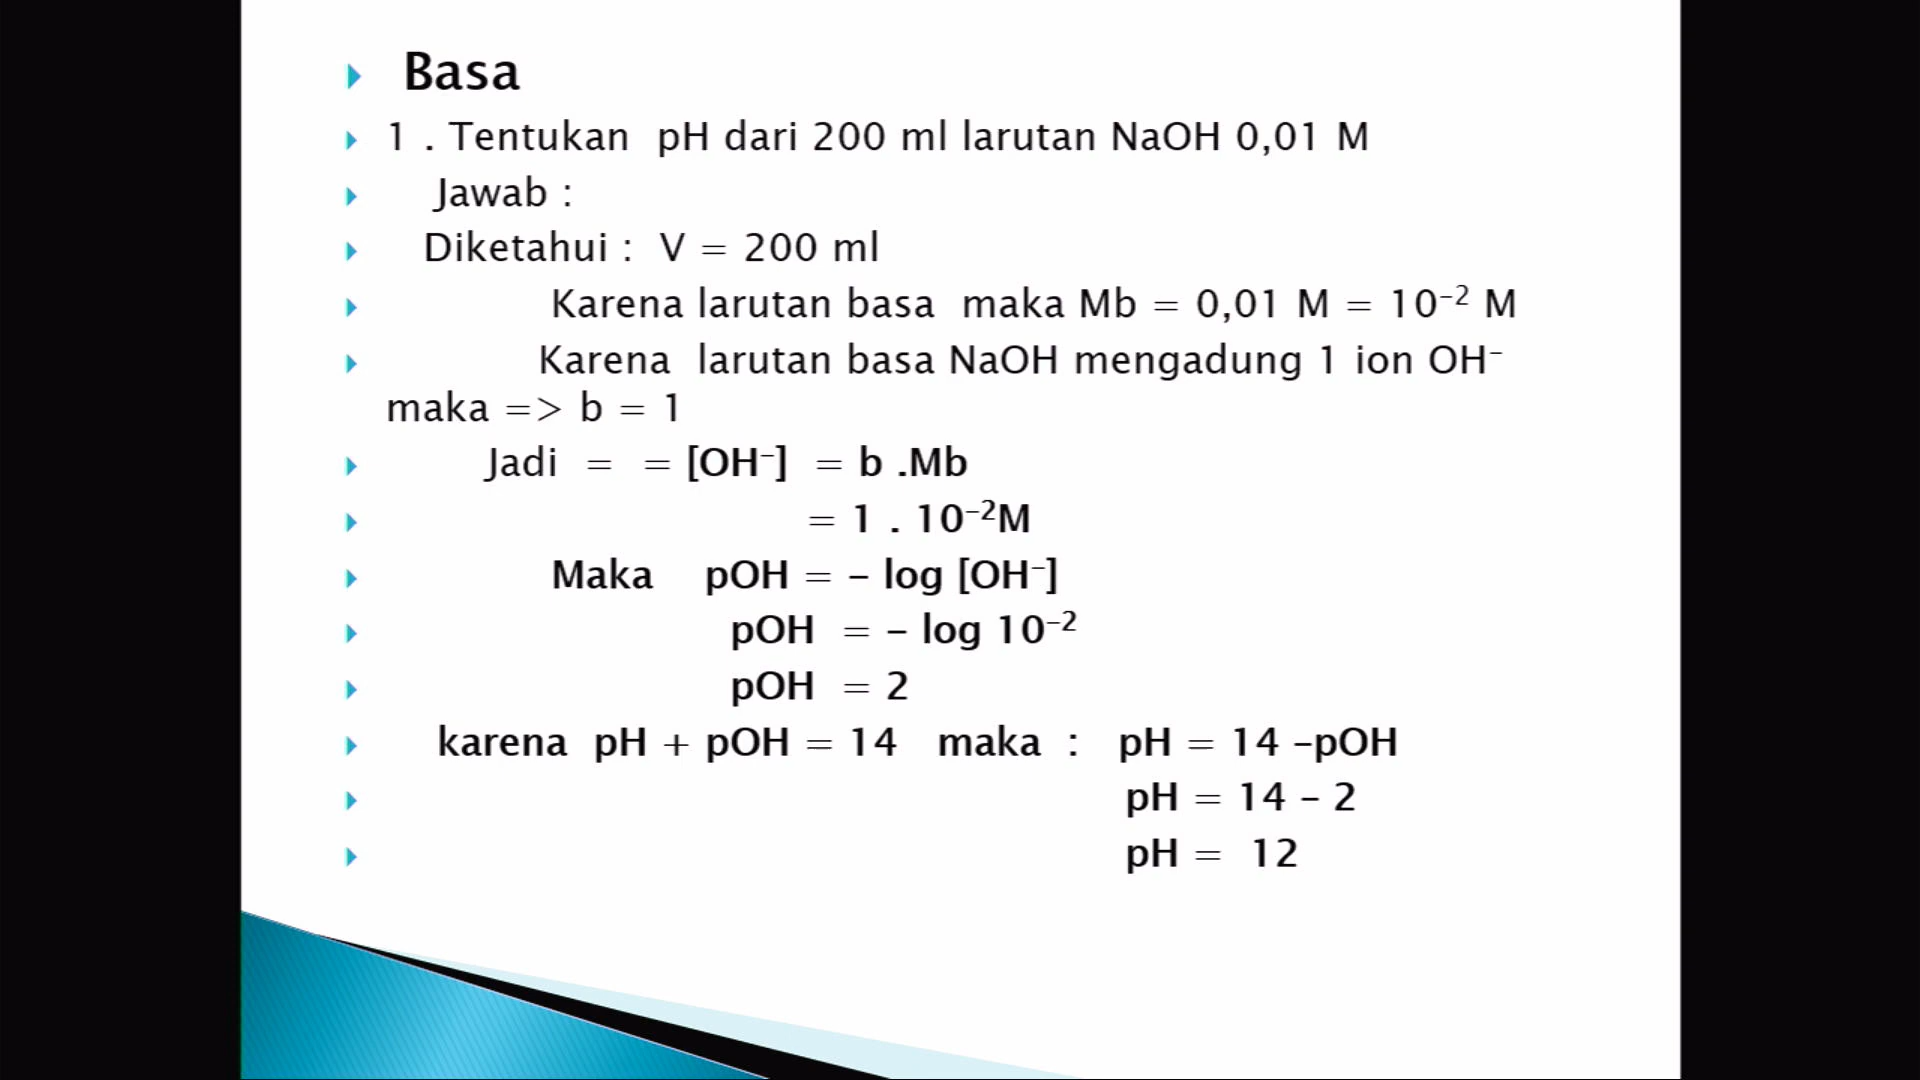 Basa
1 . Tentukan pH dari 200 ml larutan NaOH 0,01 M
Jawab :
Diketahui : V = 200 ml
Karena larutan basa maka Mb = 0,01 M = 10⁻² M
Karena larutan basa NaOH mengadung 1 ion OH⁻
maka => b = 1
Jadi = = [OH⁻] = b .Mb
= 1 . 10⁻²M
Maka pOH = – log [OH⁻]
pOH = – log 10⁻²
pOH = 2
karena pH + pOH = 14 maka : pH = 14 –pOH
pH = 14 – 2
pH = 12